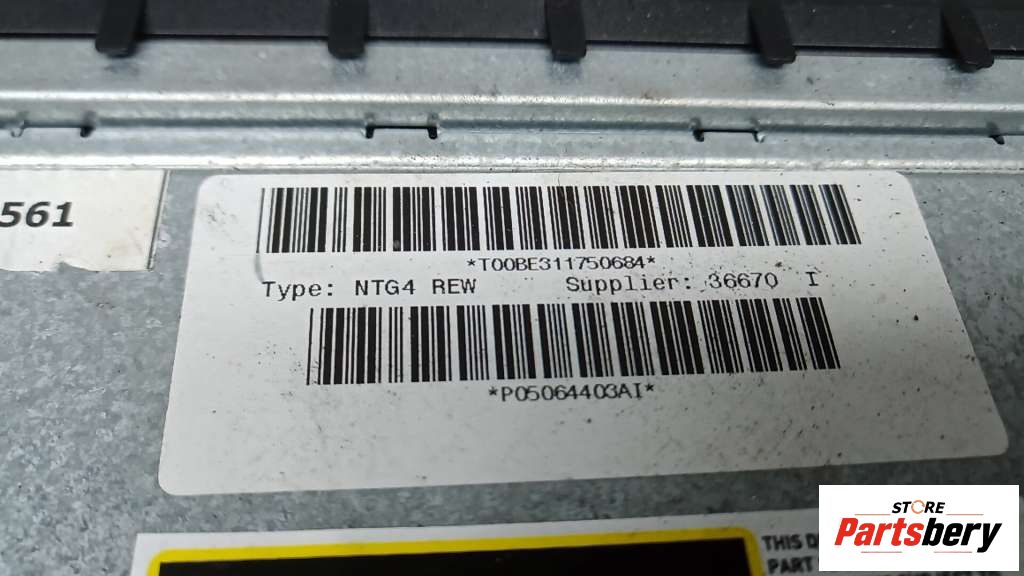 561
*T00BE311750684*
Type: NTG4 REW Supplier: 36670 I
*P05064403AI*
THIS D
PART
STORE
Partsbery